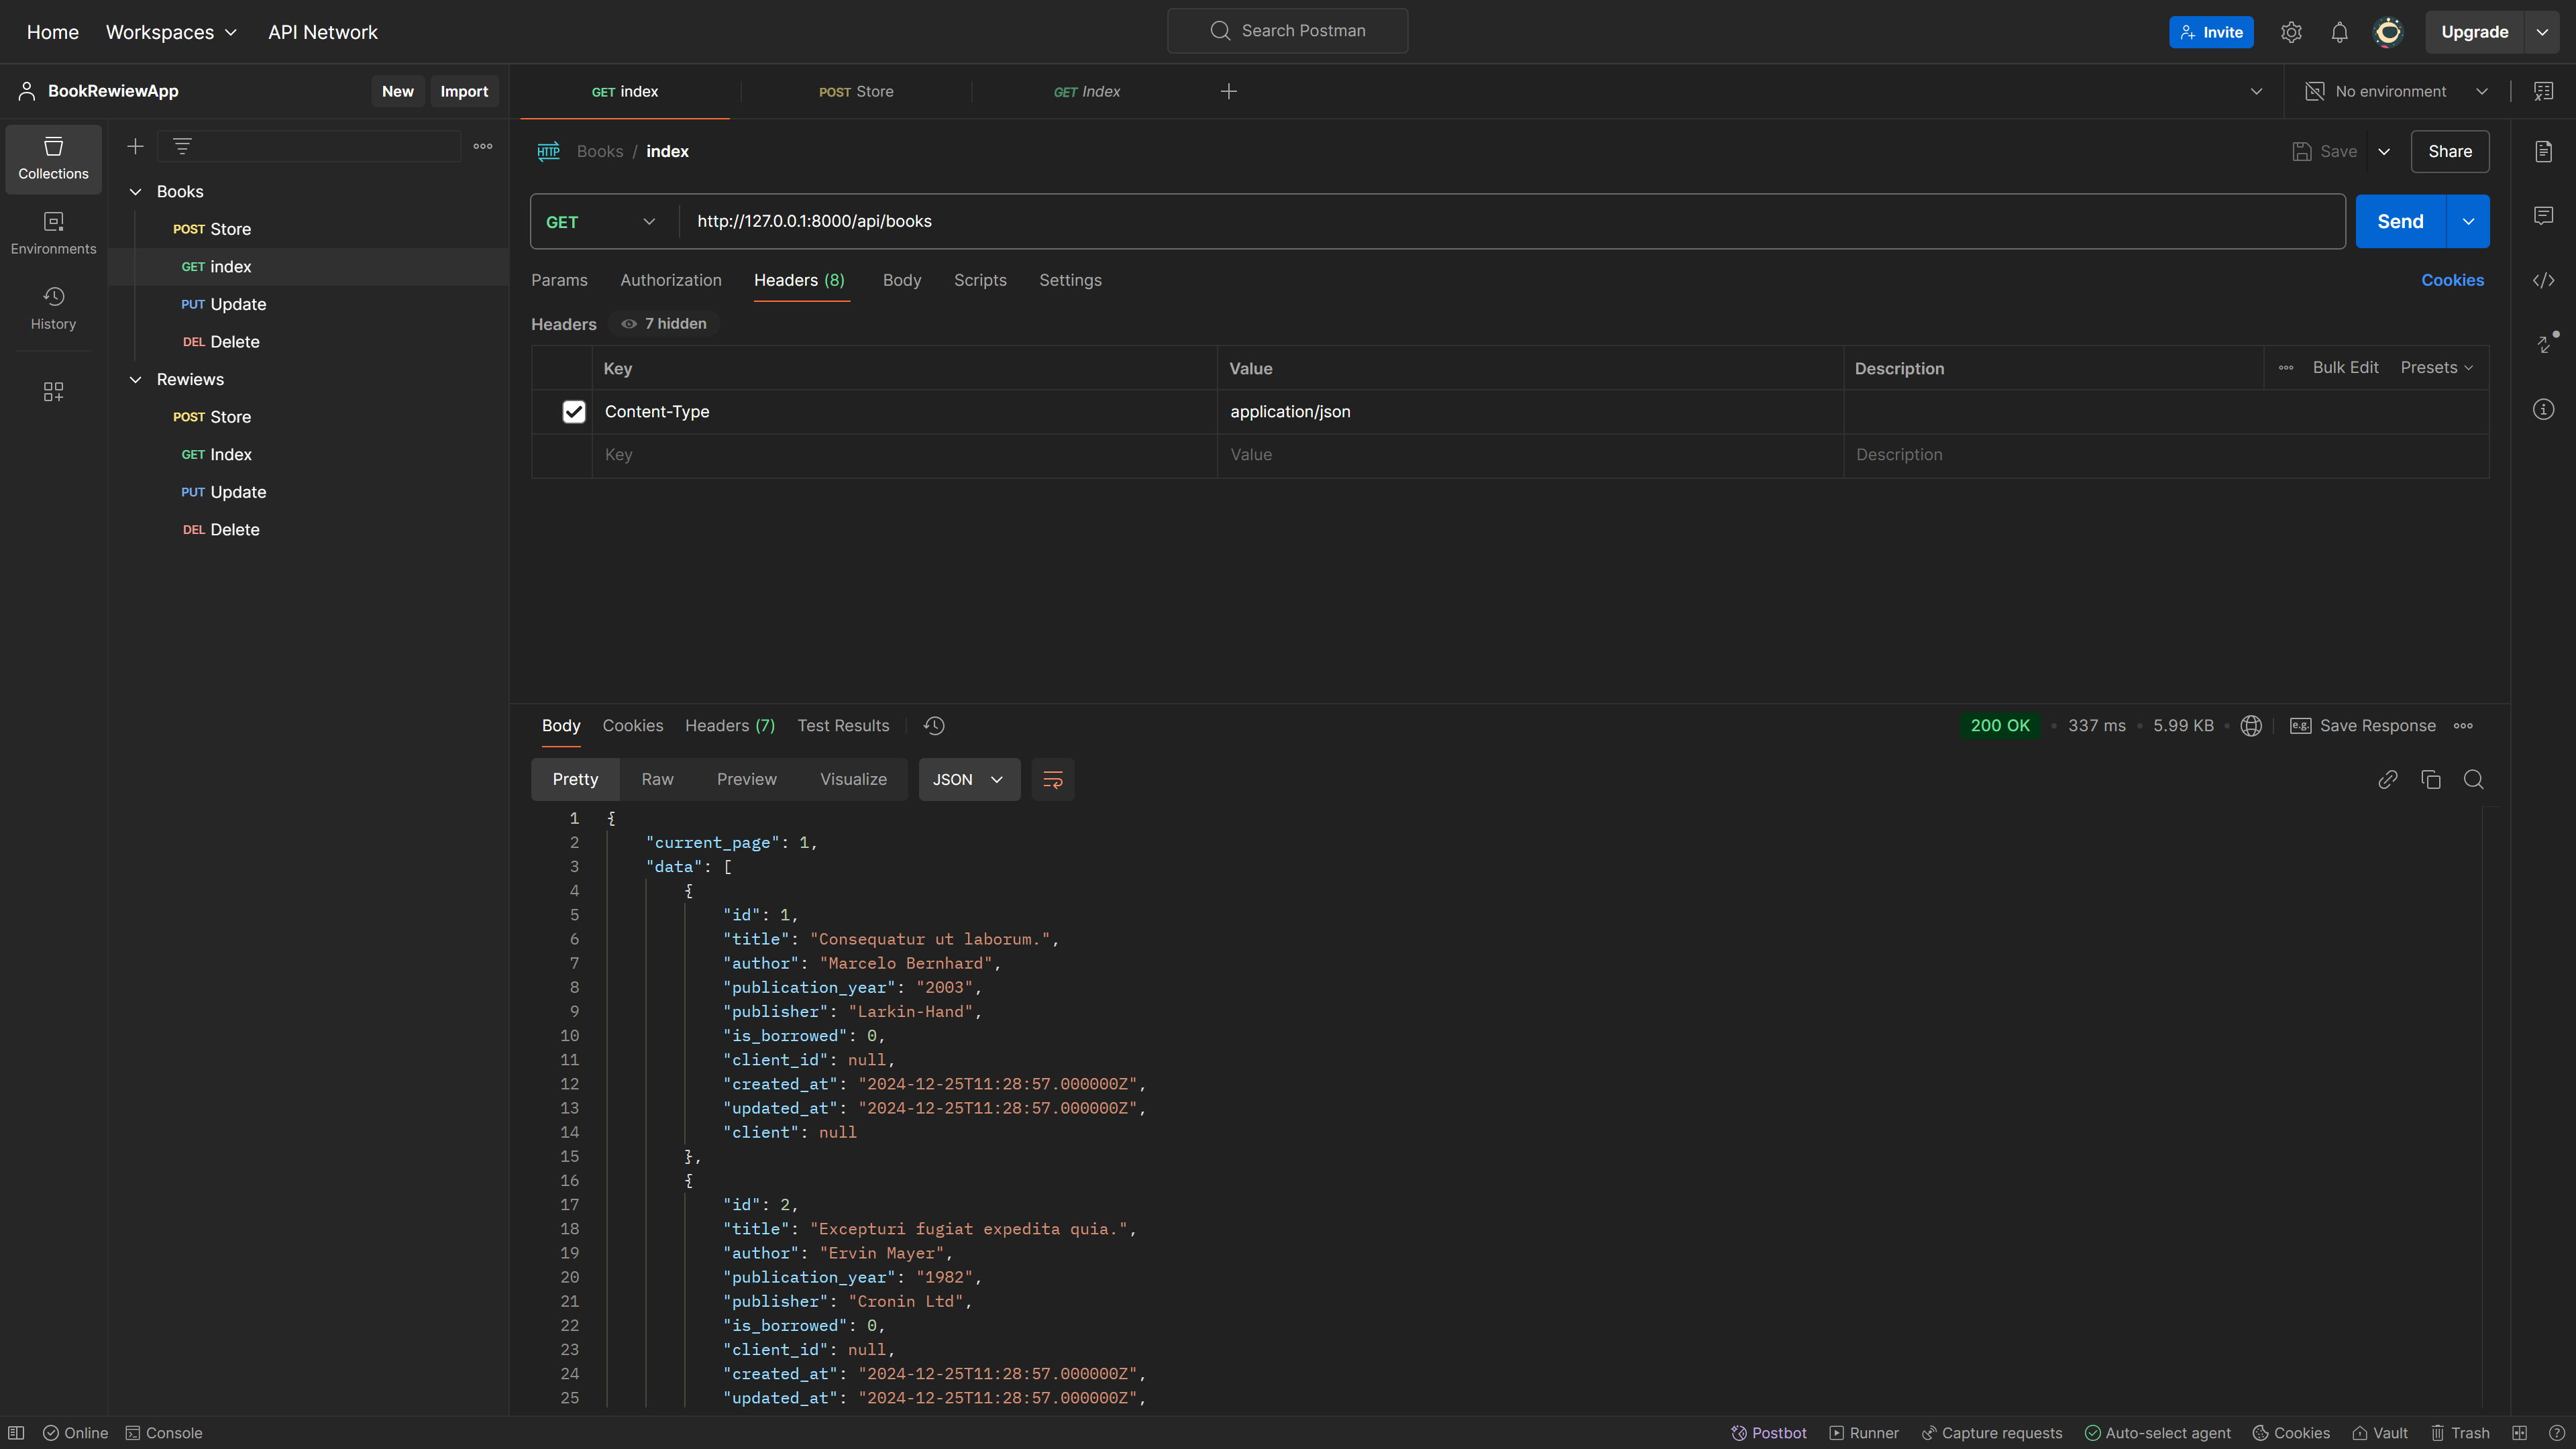 Home Workspaces API Network Search Postman Invite Upgrade
BookRewiewApp New Import GET index POST Store GET Index No environment
Collections
Environments
History
Books
POST Store
GET index
PUT Update
DEL Delete
Rewiews
POST Store
GET Index
PUT Update
DEL Delete
HTTP Books / index Save Share
GET http://127.0.0.1:8000/api/books Send
Params Authorization Headers (8) Body Scripts Settings Cookies
Headers 7 hidden
Key Value Description Bulk Edit Presets
Content-Type application/json
Key Value Description
Body Cookies Headers (7) Test Results 200 OK 337 ms 5.99 KB e.g. Save Response
Pretty Raw Preview Visualize JSON
1 {
2 "current_page": 1,
3 "data": [
4 {
5 "id": 1,
6 "title": "Consequatur ut laborum.",
7 "author": "Marcelo Bernhard",
8 "publication_year": "2003",
9 "publisher": "Larkin-Hand",
10 "is_borrowed": 0,
11 "client_id": null,
12 "created_at": "2024-12-25T11:28:57.000000Z",
13 "updated_at": "2024-12-25T11:28:57.000000Z",
14 "client": null
15 },
16 {
17 "id": 2,
18 "title": "Excepturi fugiat expedita quia.",
19 "author": "Ervin Mayer",
20 "publication_year": "1982",
21 "publisher": "Cronin Ltd",
22 "is_borrowed": 0,
23 "client_id": null,
24 "created_at": "2024-12-25T11:28:57.000000Z",
25 "updated_at": "2024-12-25T11:28:57.000000Z",
Online Console Postbot Runner Capture requests Auto-select agent Cookies Vault Trash